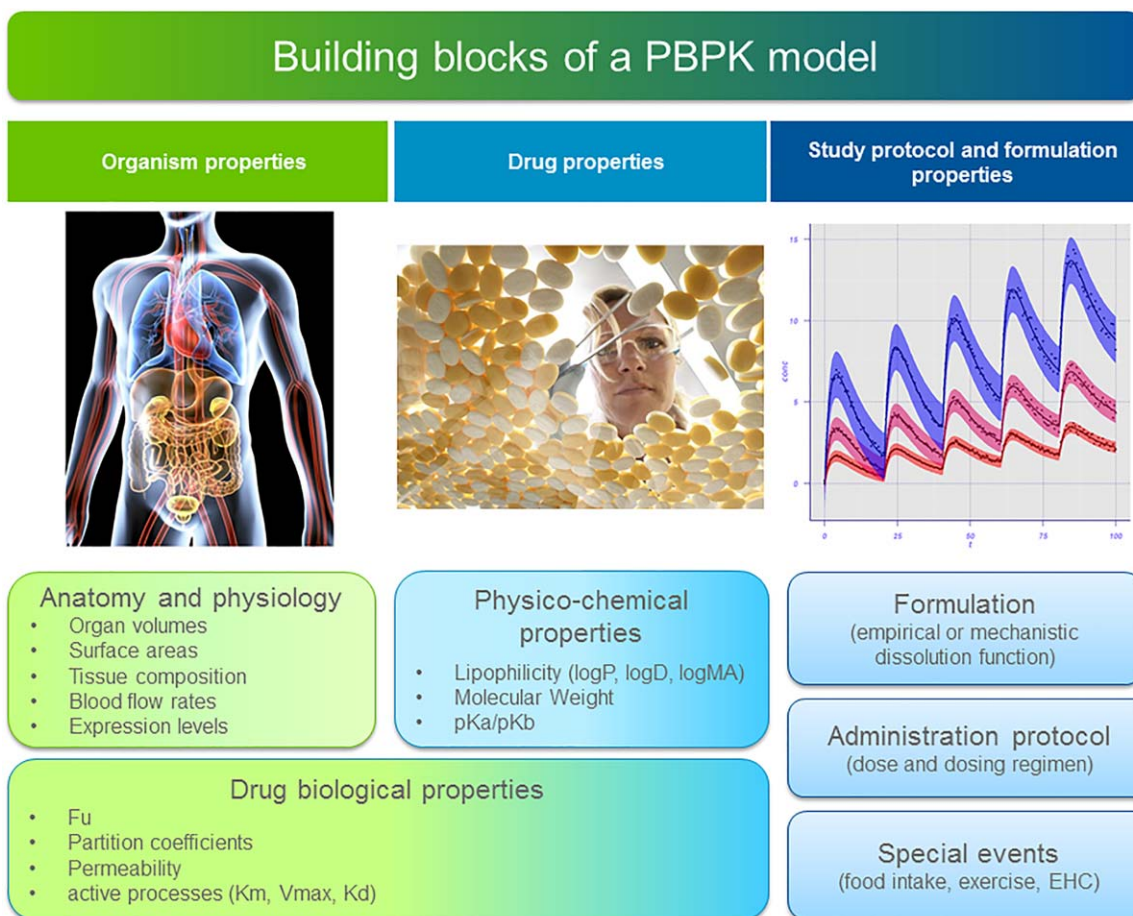 Building blocks of a PBPK model
Organism properties
Drug properties
Study protocol and formulation
properties
15
10
5
0
conc
0
25
50
75
100
t
Anatomy and physiology
• Organ volumes
• Surface areas
• Tissue composition
• Blood flow rates
• Expression levels
Physico-chemical
properties
• Lipophilicity (logP, logD, logMA)
• Molecular Weight
• pKa/pKb
Drug biological properties
• Fu
• Partition coefficients
• Permeability
• active processes (Km, Vmax, Kd)
Formulation
(empirical or mechanistic
dissolution function)
Administration protocol
(dose and dosing regimen)
Special events
(food intake, exercise, EHC)